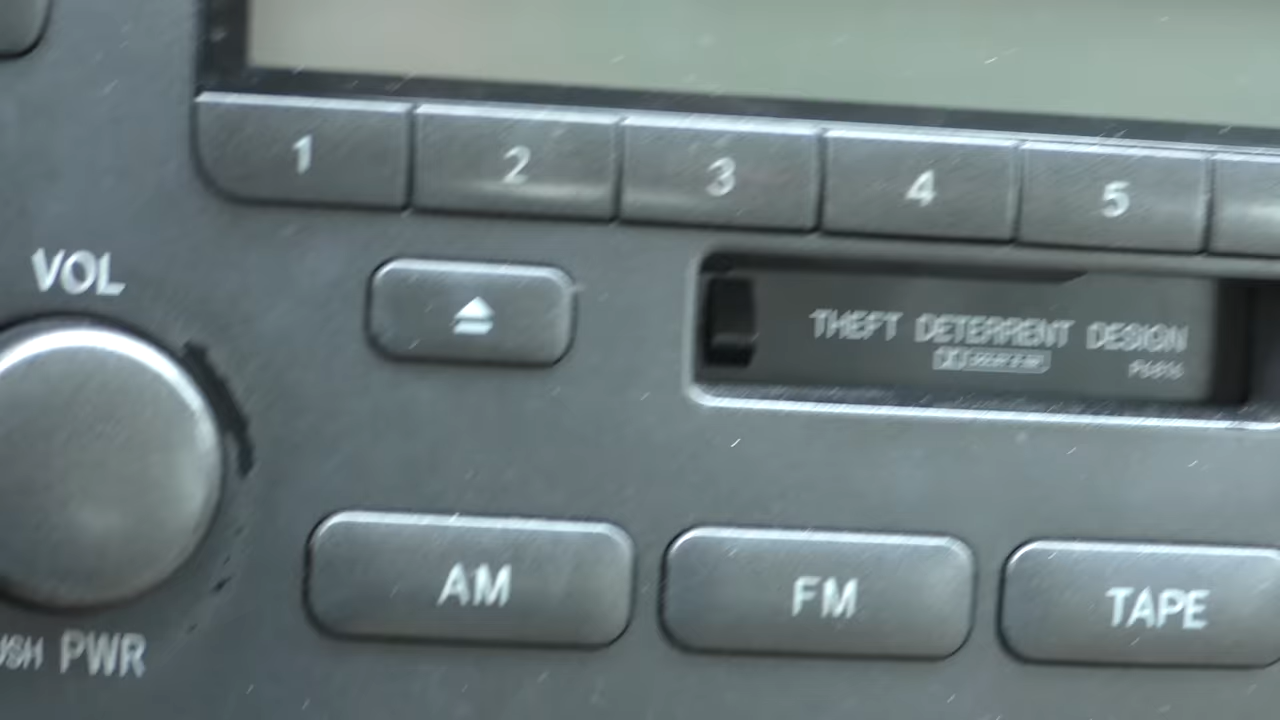 1 2 3 4 5
VOL
THEFT DETERRENT DESIGN
AM FM TAPE
PWR